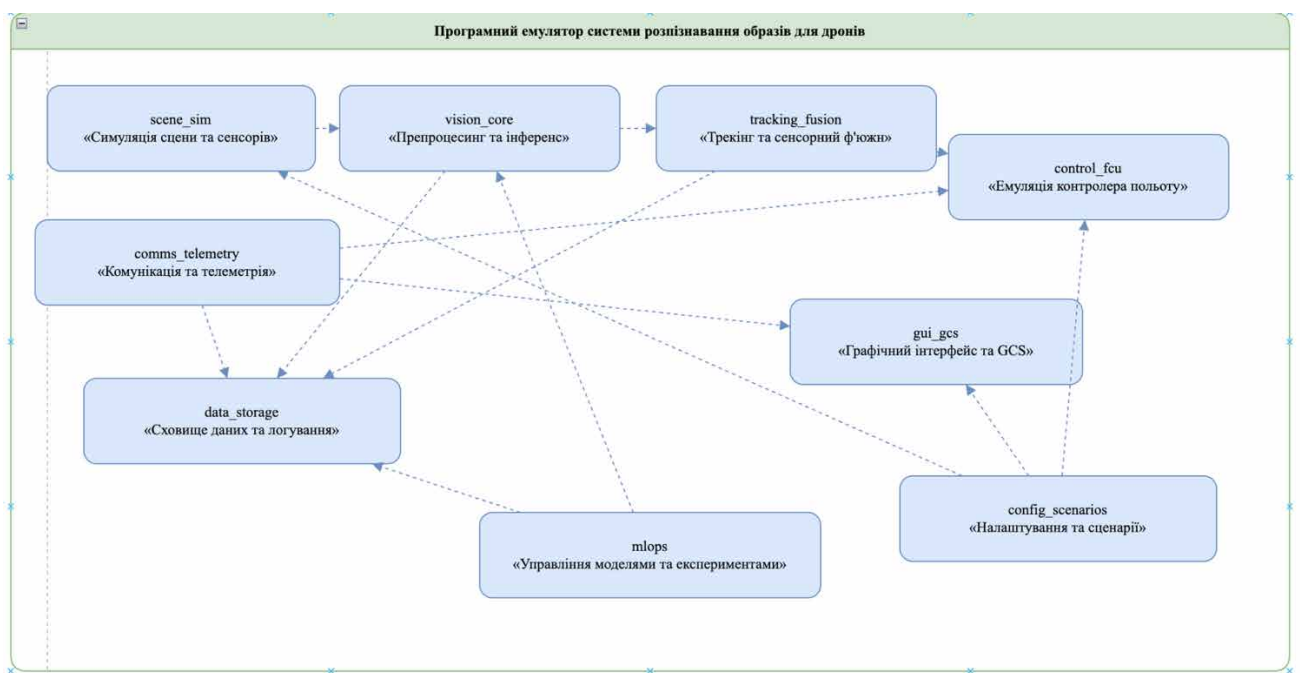 Програмний емулятор системи розпізнавання образів для дронів
scene_sim
«Симуляція сцени та сенсорів»
vision_core
«Препроцесинг та інференс»
tracking_fusion
«Трекінг та сенсорний ф'южн»
control_fcu
«Емуляція контролера польоту»
comms_telemetry
«Комунікація та телеметрія»
gui_gcs
«Графічний інтерфейс та GCS»
data_storage
«Сховище даних та логування»
config_scenarios
«Налаштування та сценарії»
mlops
«Управління моделями та експериментами»